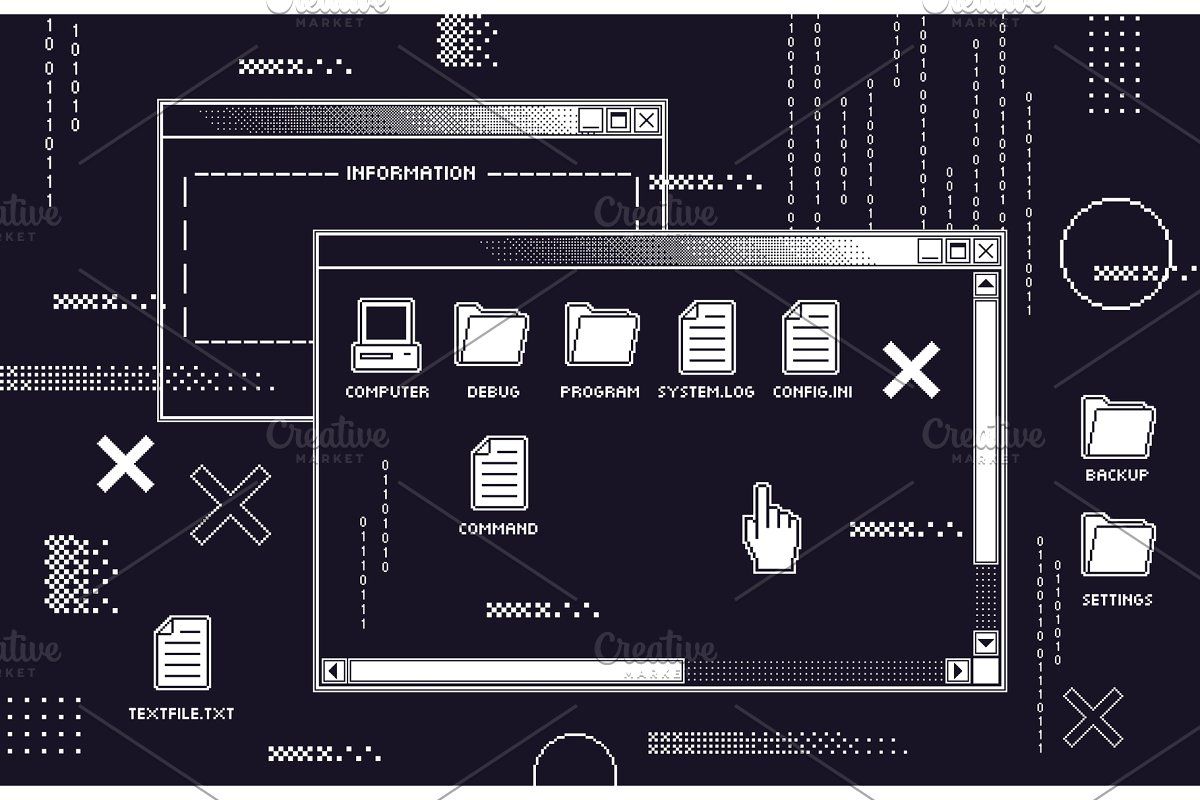 INFORMATION
COMPUTER
DEBUG
PROGRAM
SYSTEM.LOG
CONFIG.INI
COMMAND
BACKUP
SETTINGS
TEXTFILE.TXT
Creative
MARKET